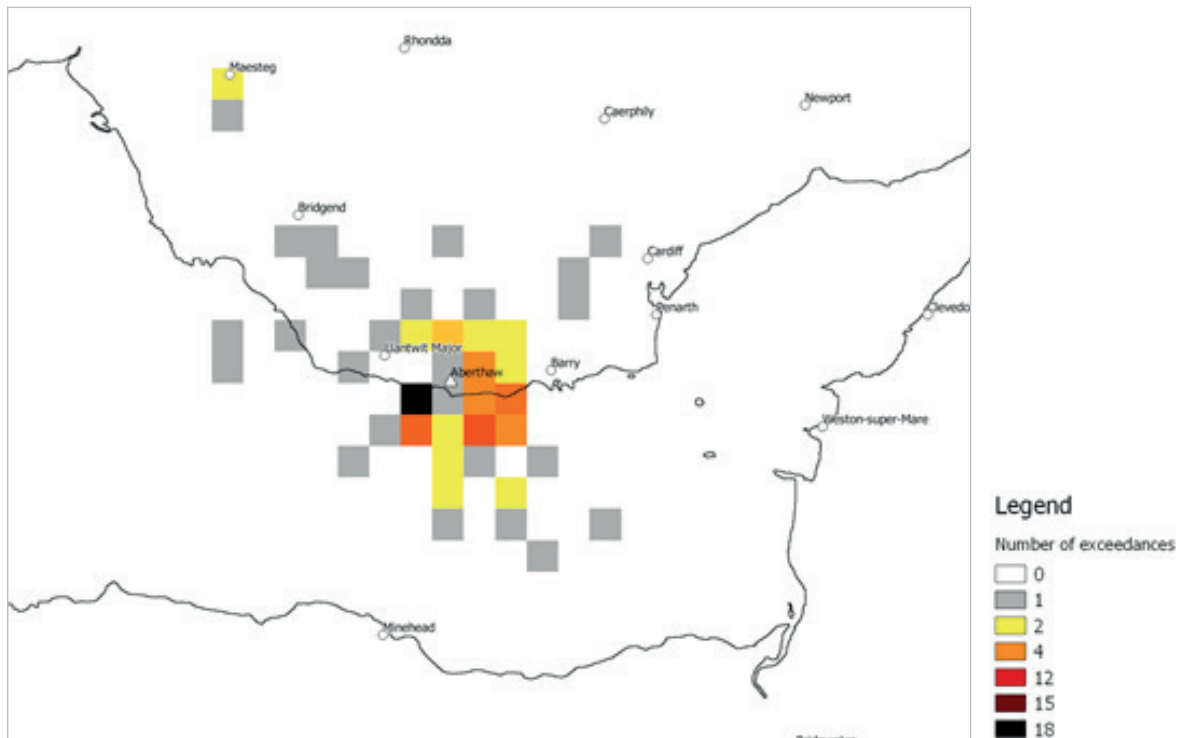 Rhondda
Maesteg
Newport
Caerphily
Bridgend
Cardiff
Penarth
Clevedo
Llantwit Major
Barry
Aberthaw
Weston-super-Mare
Minehead
Legend
Number of exceedances
0
1
2
4
12
15
18